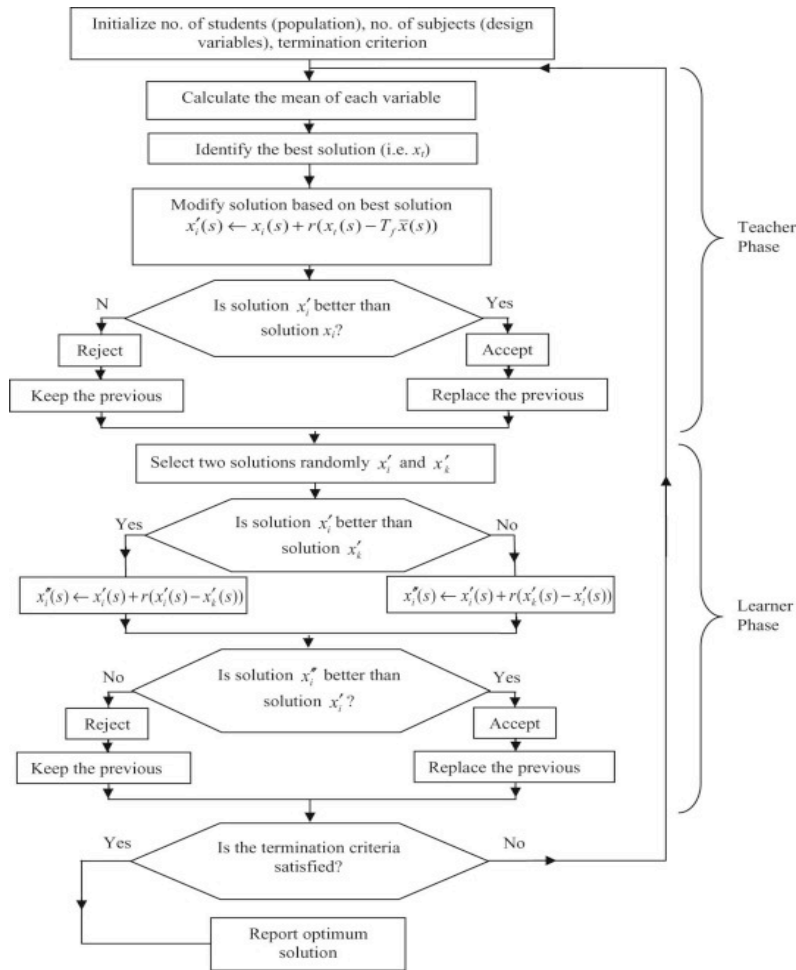 Initialize no. of students (population), no. of subjects (design
variables), termination criterion
Calculate the mean of each variable
Identify the best solution (i.e. xₜ)
Modify solution based on best solution
x′ᵢ(s) ← xᵢ(s) + r(xₜ(s) − T_f x̄(s))
Teacher
Phase
N
Is solution x′ᵢ better than
solution xᵢ?
Yes
Reject
Accept
Keep the previous
Replace the previous
Select two solutions randomly x′ᵢ and x′ₖ
Yes
Is solution x′ᵢ better than
solution x′ₖ
No
x″ᵢ(s) ← x′ᵢ(s) + r(x′ᵢ(s) − x′ₖ(s))
x″ᵢ(s) ← x′ᵢ(s) + r(x′ₖ(s) − x′ᵢ(s))
Learner
Phase
No
Is solution x″ᵢ better than
solution x′ᵢ ?
Yes
Reject
Accept
Keep the previous
Replace the previous
Yes
Is the termination criteria
satisfied?
No
Report optimum
solution